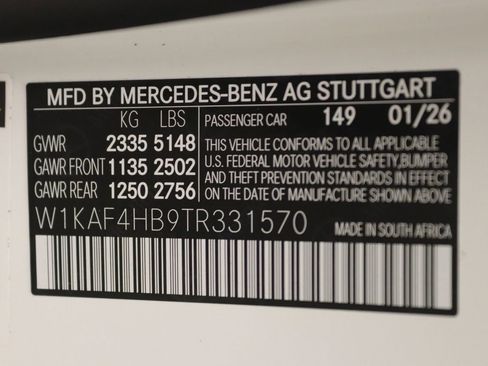 MFD BY MERCEDES-BENZ AG STUTTGART
KG LBS PASSENGER CAR 149 01/26
GVWR 2335 5148
GAWR FRONT 1135 2502
GAWR REAR 1250 2756
THIS VEHICLE CONFORMS TO ALL APPLICABLE
U.S. FEDERAL MOTOR VEHICLE SAFETY, BUMPER
AND THEFT PREVENTION STANDARDS IN EFFECT
ON THE DATE OF MANUFACTURE SHOWN ABOVE.
W1KAF4HB9TR331570 MADE IN SOUTH AFRICA